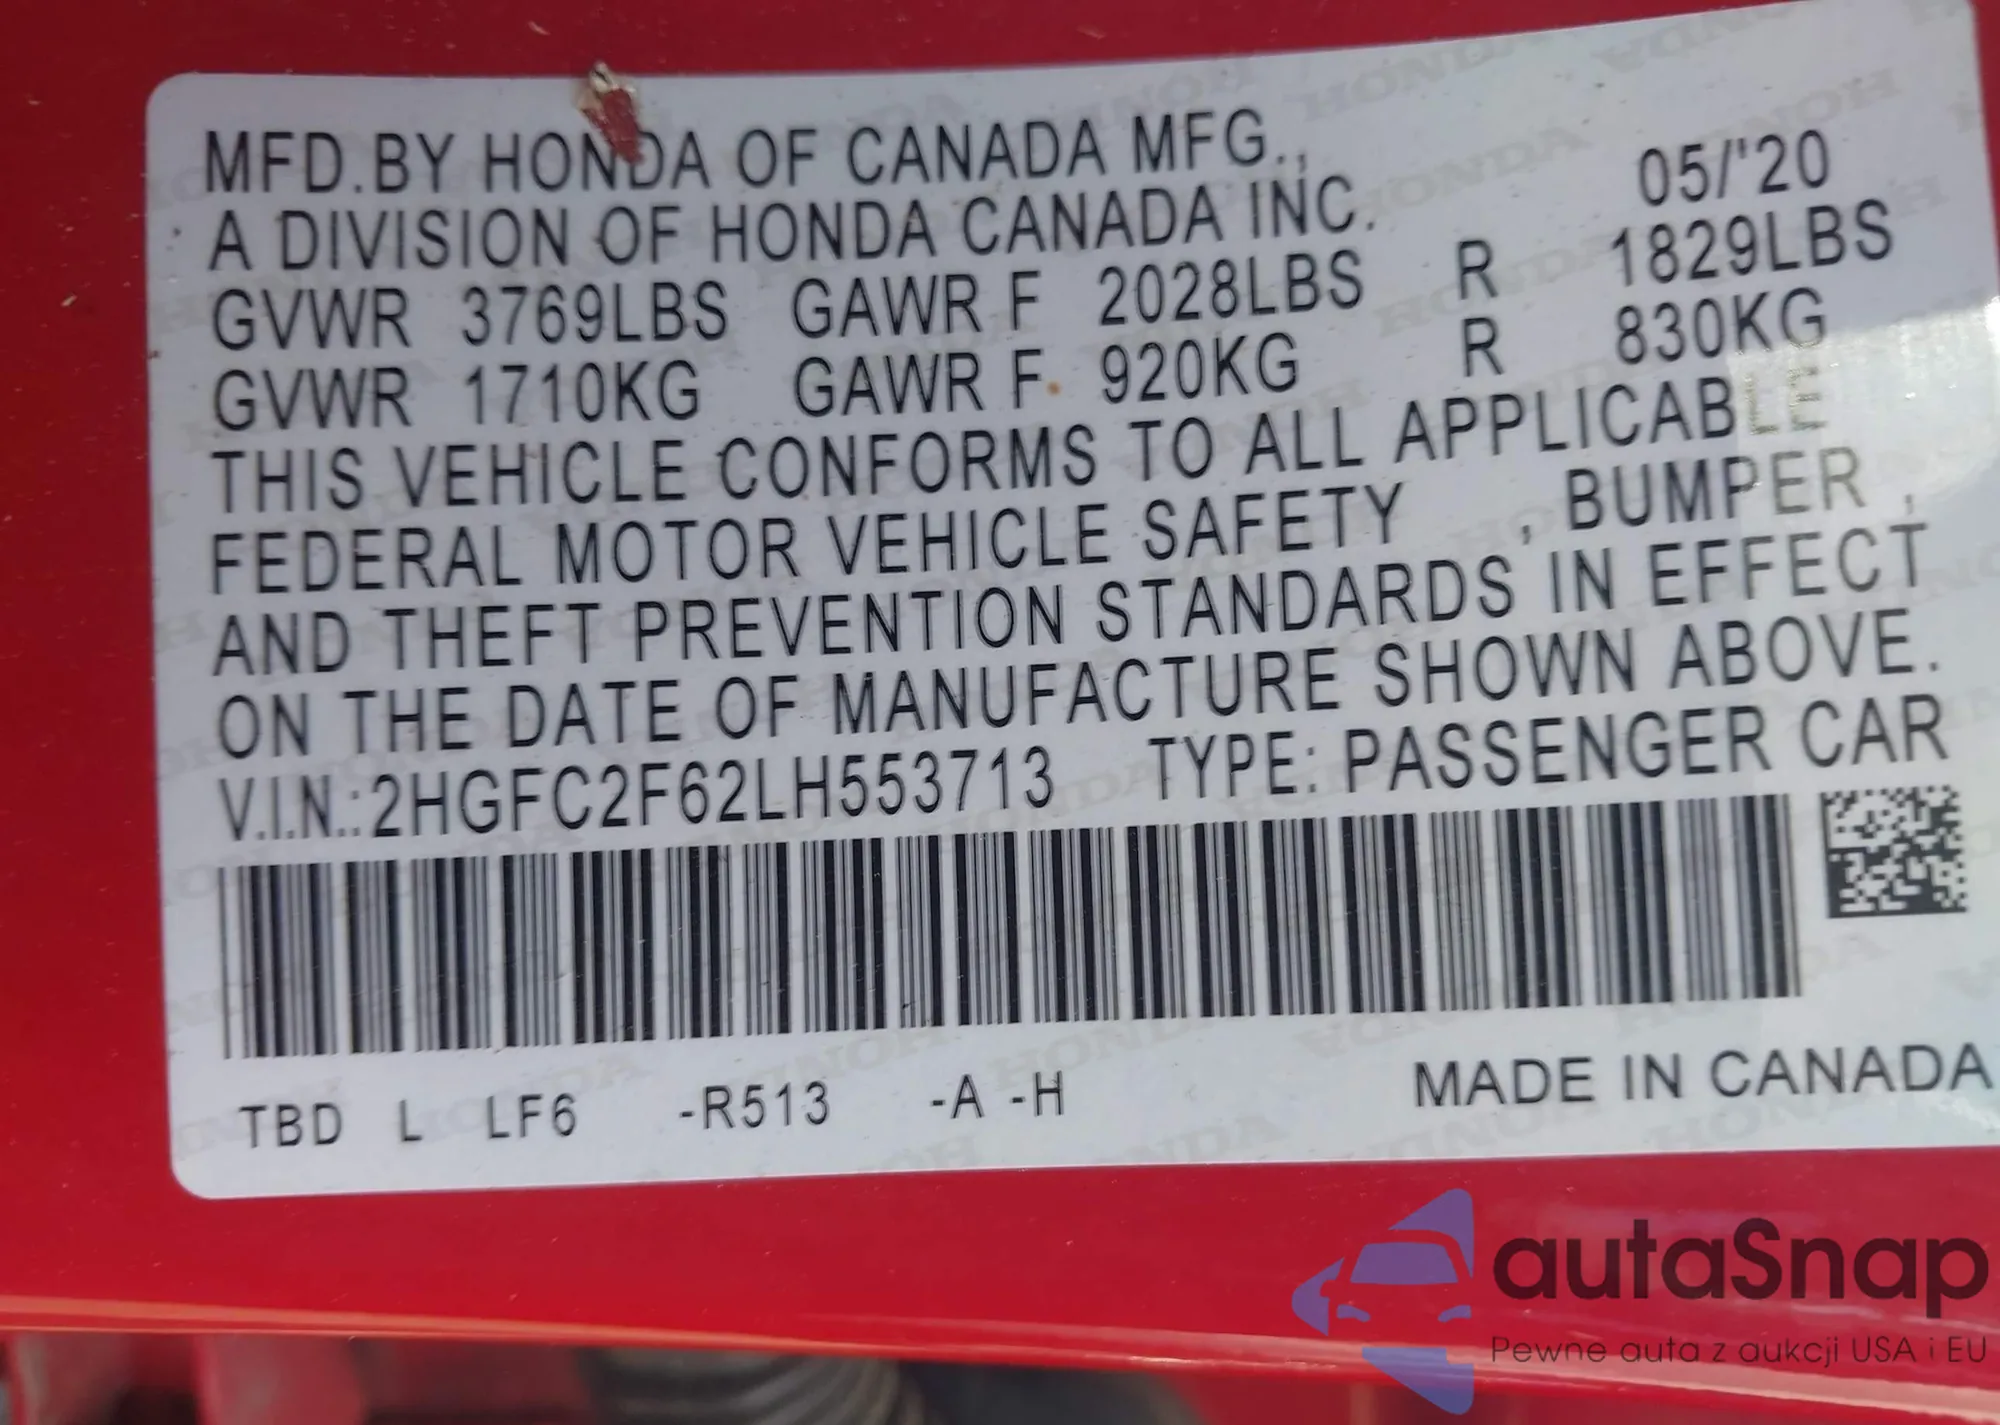 MFD.BY HONDA OF CANADA MFG.,
A DIVISION OF HONDA CANADA INC. 05/'20
GVWR 3769LBS GAWR F 2028LBS R 1829LBS
GVWR 1710KG GAWR F 920KG R 830KG
THIS VEHICLE CONFORMS TO ALL APPLICABLE
FEDERAL MOTOR VEHICLE SAFETY , BUMPER ,
AND THEFT PREVENTION STANDARDS IN EFFECT
ON THE DATE OF MANUFACTURE SHOWN ABOVE.
V.I.N.:2HGFC2F62LH553713 TYPE: PASSENGER CAR
TBD L LF6 -R513 -A -H MADE IN CANADA
autaSnap
Pewne auta z aukcji USA i EU